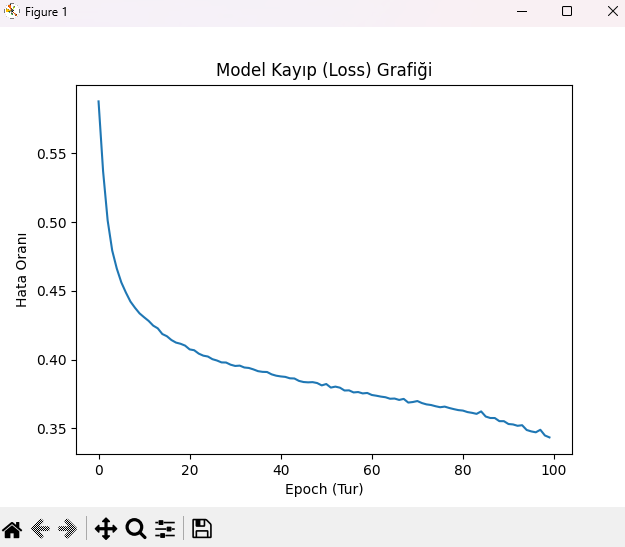 Figure 1
Model Kayıp (Loss) Grafiği
0.55
0.50
0.45
0.40
0.35
Hata Oranı
0 20 40 60 80 100
Epoch (Tur)